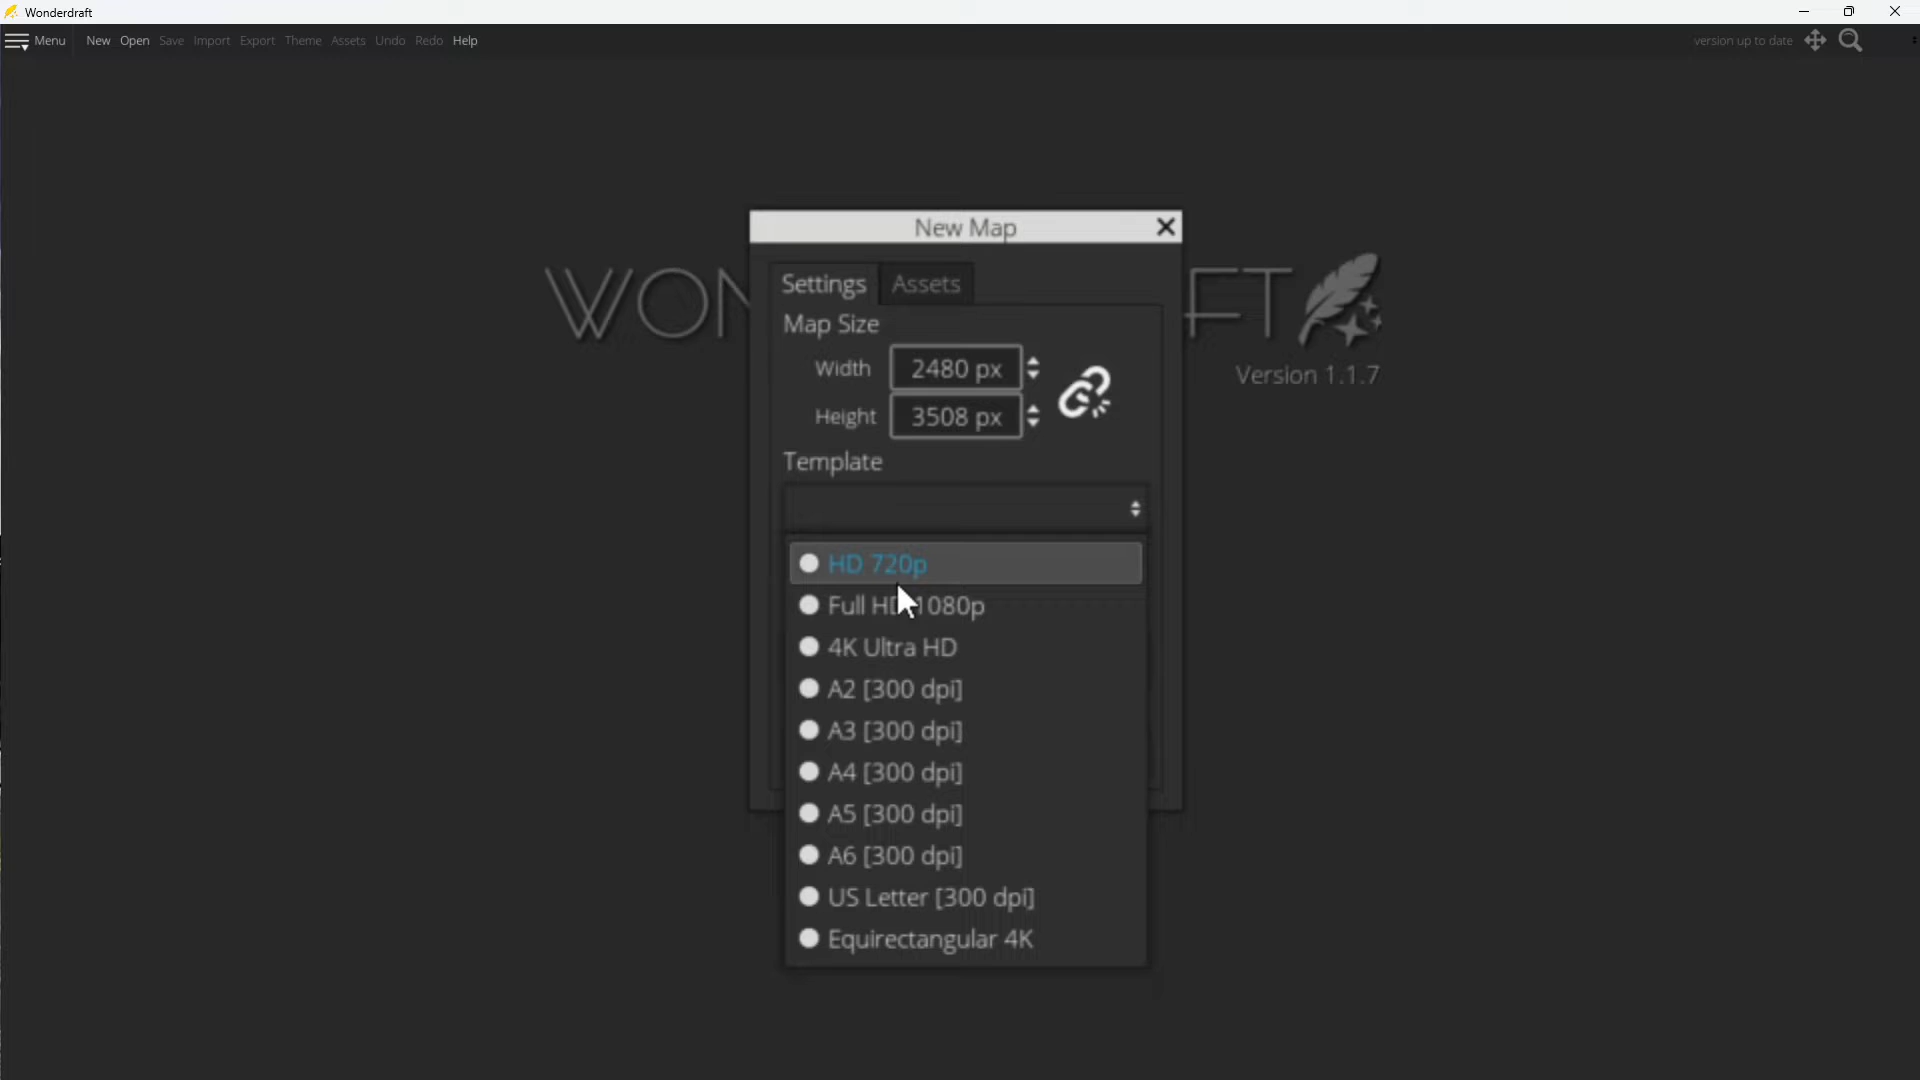 Wonderdraft
Menu New Open Save Import Export Theme Assets Undo Redo Help
version up to date
New Map
Settings Assets
WON FT
Map Size
Width 2480 px
Version 1.1.7
Height 3508 px
Template
HD 720p
Full HD 1080p
4K Ultra HD
A2 [300 dpi]
A3 [300 dpi]
A4 [300 dpi]
A5 [300 dpi]
A6 [300 dpi]
US Letter [300 dpi]
Equirectangular 4K